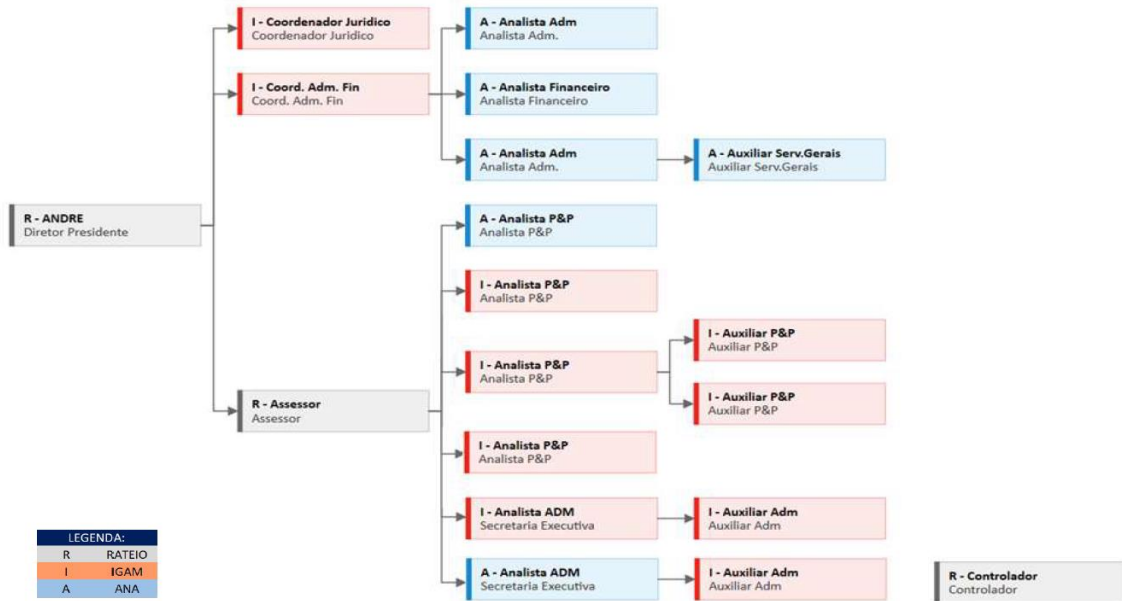 I - Coordenador Juridico
Coordenador Juridico
A - Analista Adm
Analista Adm.
I - Coord. Adm. Fin
Coord. Adm. Fin
A - Analista Financeiro
Analista Financeiro
A - Analista Adm
Analista Adm.
A - Auxiliar Serv.Gerais
Auxiliar Serv.Gerais
R - ANDRE
Diretor Presidente
A - Analista P&P
Analista P&P
I - Analista P&P
Analista P&P
I - Analista P&P
Analista P&P
I - Auxiliar P&P
Auxiliar P&P
I - Auxiliar P&P
Auxiliar P&P
R - Assessor
Assessor
I - Analista P&P
Analista P&P
I - Analista ADM
Secretaria Executiva
I - Auxiliar Adm
Auxiliar Adm
A - Analista ADM
Secretaria Executiva
I - Auxiliar Adm
Auxiliar Adm
R - Controlador
Controlador
LEGENDA:
R RATEIO
I IGAM
A ANA